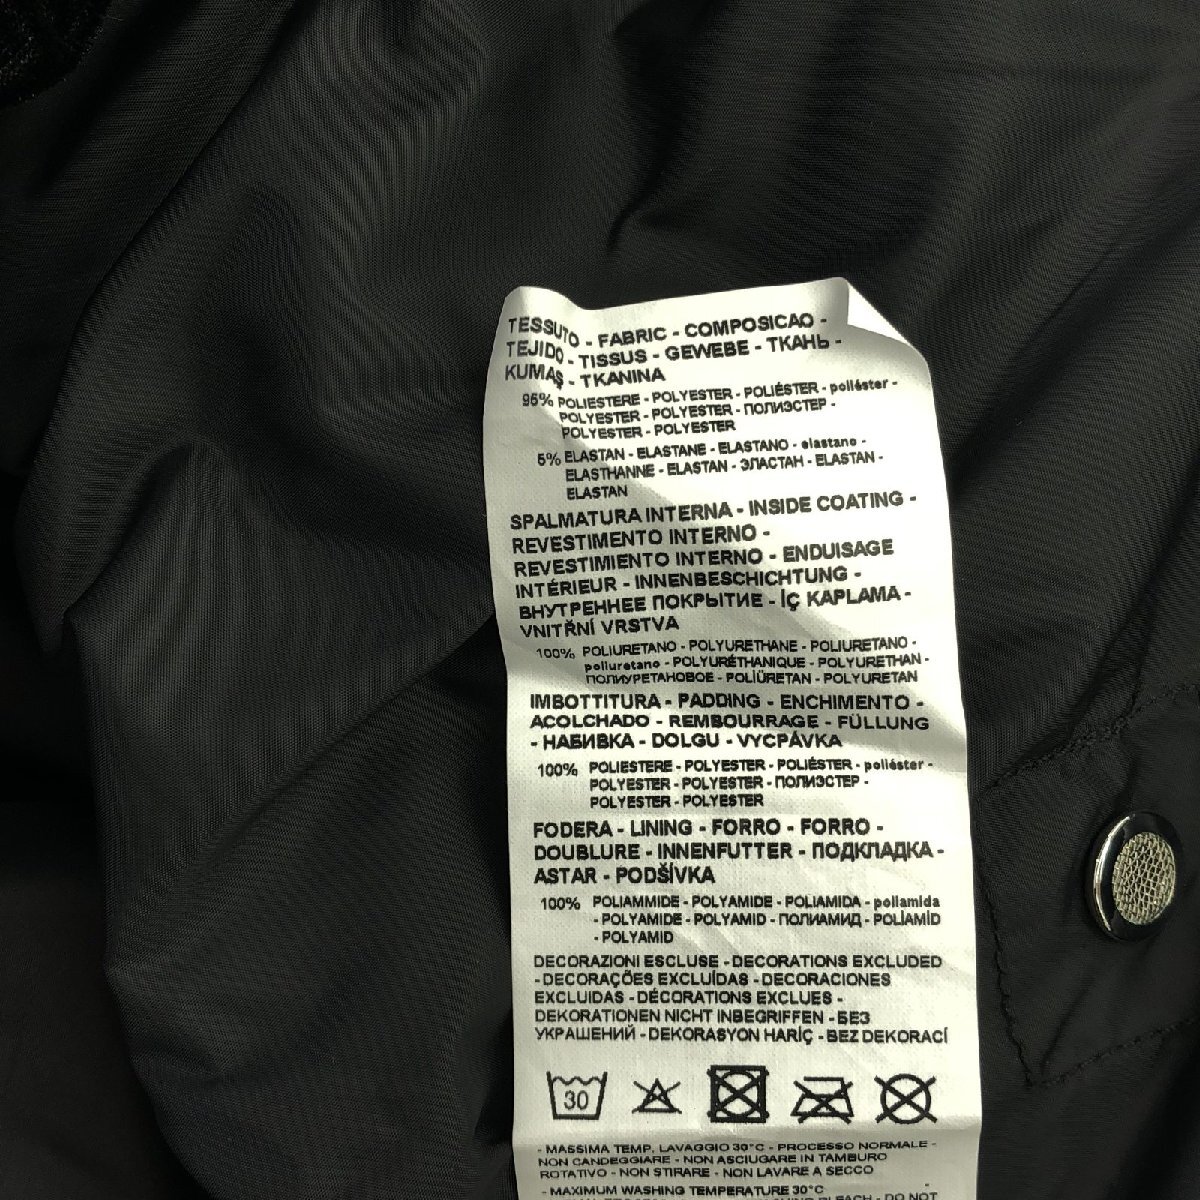 TESSUTO - FABRIC - COMPOSICAO -
TEJIDO - TISSUS - GEWEBE - ТКАНЬ -
KUMAŞ - TKANINA
95% POLIESTERE - POLYESTER - POLIÉSTER - poliéster -
POLYESTER - POLYESTER - ПОЛИЭСТЕР -
POLYESTER - POLYESTER
5% ELASTAN - ELASTANE - ELASTANO - elastano -
ELASTHANNE - ELASTAN - ЭЛАСТАН - ELASTAN -
ELASTAN
SPALMATURA INTERNA - INSIDE COATING -
REVESTIMENTO INTERNO -
REVESTIMIENTO INTERNO - ENDUISAGE
INTÉRIEUR - INNENBESCHICHTUNG -
ВНУТРЕННЕЕ ПОКРЫТИЕ - İÇ KAPLAMA -
VNITŘNÍ VRSTVA
100% POLIURETANO - POLYURETHANE - POLIURETANO -
poliuretano - POLYURÉTHANIQUE - POLYURETHAN -
ПОЛИУРЕТАНОВОЕ - POLİÜRETAN - POLYURETAN
IMBOTTITURA - PADDING - ENCHIMENTO -
ACOLCHADO - REMBOURRAGE - FÜLLUNG
- НАБИВКА - DOLGU - VYCPÁVKA
100% POLIESTERE - POLYESTER - POLIÉSTER - poliéster -
POLYESTER - POLYESTER - ПОЛИЭСТЕР -
POLYESTER - POLYESTER
FODERA - LINING - FORRO - FORRO -
DOUBLURE - INNENFUTTER - ПОДКЛАДКА -
ASTAR - PODŠÍVKA
100% POLIAMMIDE - POLYAMIDE - POLIAMIDA - poliamida
- POLYAMIDE - POLYAMID - ПОЛИАМИД - POLİAMİD
- POLYAMID
DECORAZIONI ESCLUSE - DECORATIONS EXCLUDED
- DECORAÇÕES EXCLUÍDAS - DECORACIONES
EXCLUIDAS - DÉCORATIONS EXCLUES -
DEKORATIONEN NICHT INBEGRIFFEN - БЕЗ
УКРАШЕНИЙ - DEKORASYON HARİÇ - BEZ DEKORACÍ
30
- MASSIMA TEMP. LAVAGGIO 30°C - PROCESSO NORMALE -
NON CANDEGGIARE - NON ASCIUGARE IN TAMBURO
ROTATIVO - NON STIRARE - NON LAVARE A SECCO
- MAXIMUM WASHING TEMPERATURE 30°C
BLEACH - DO NOT